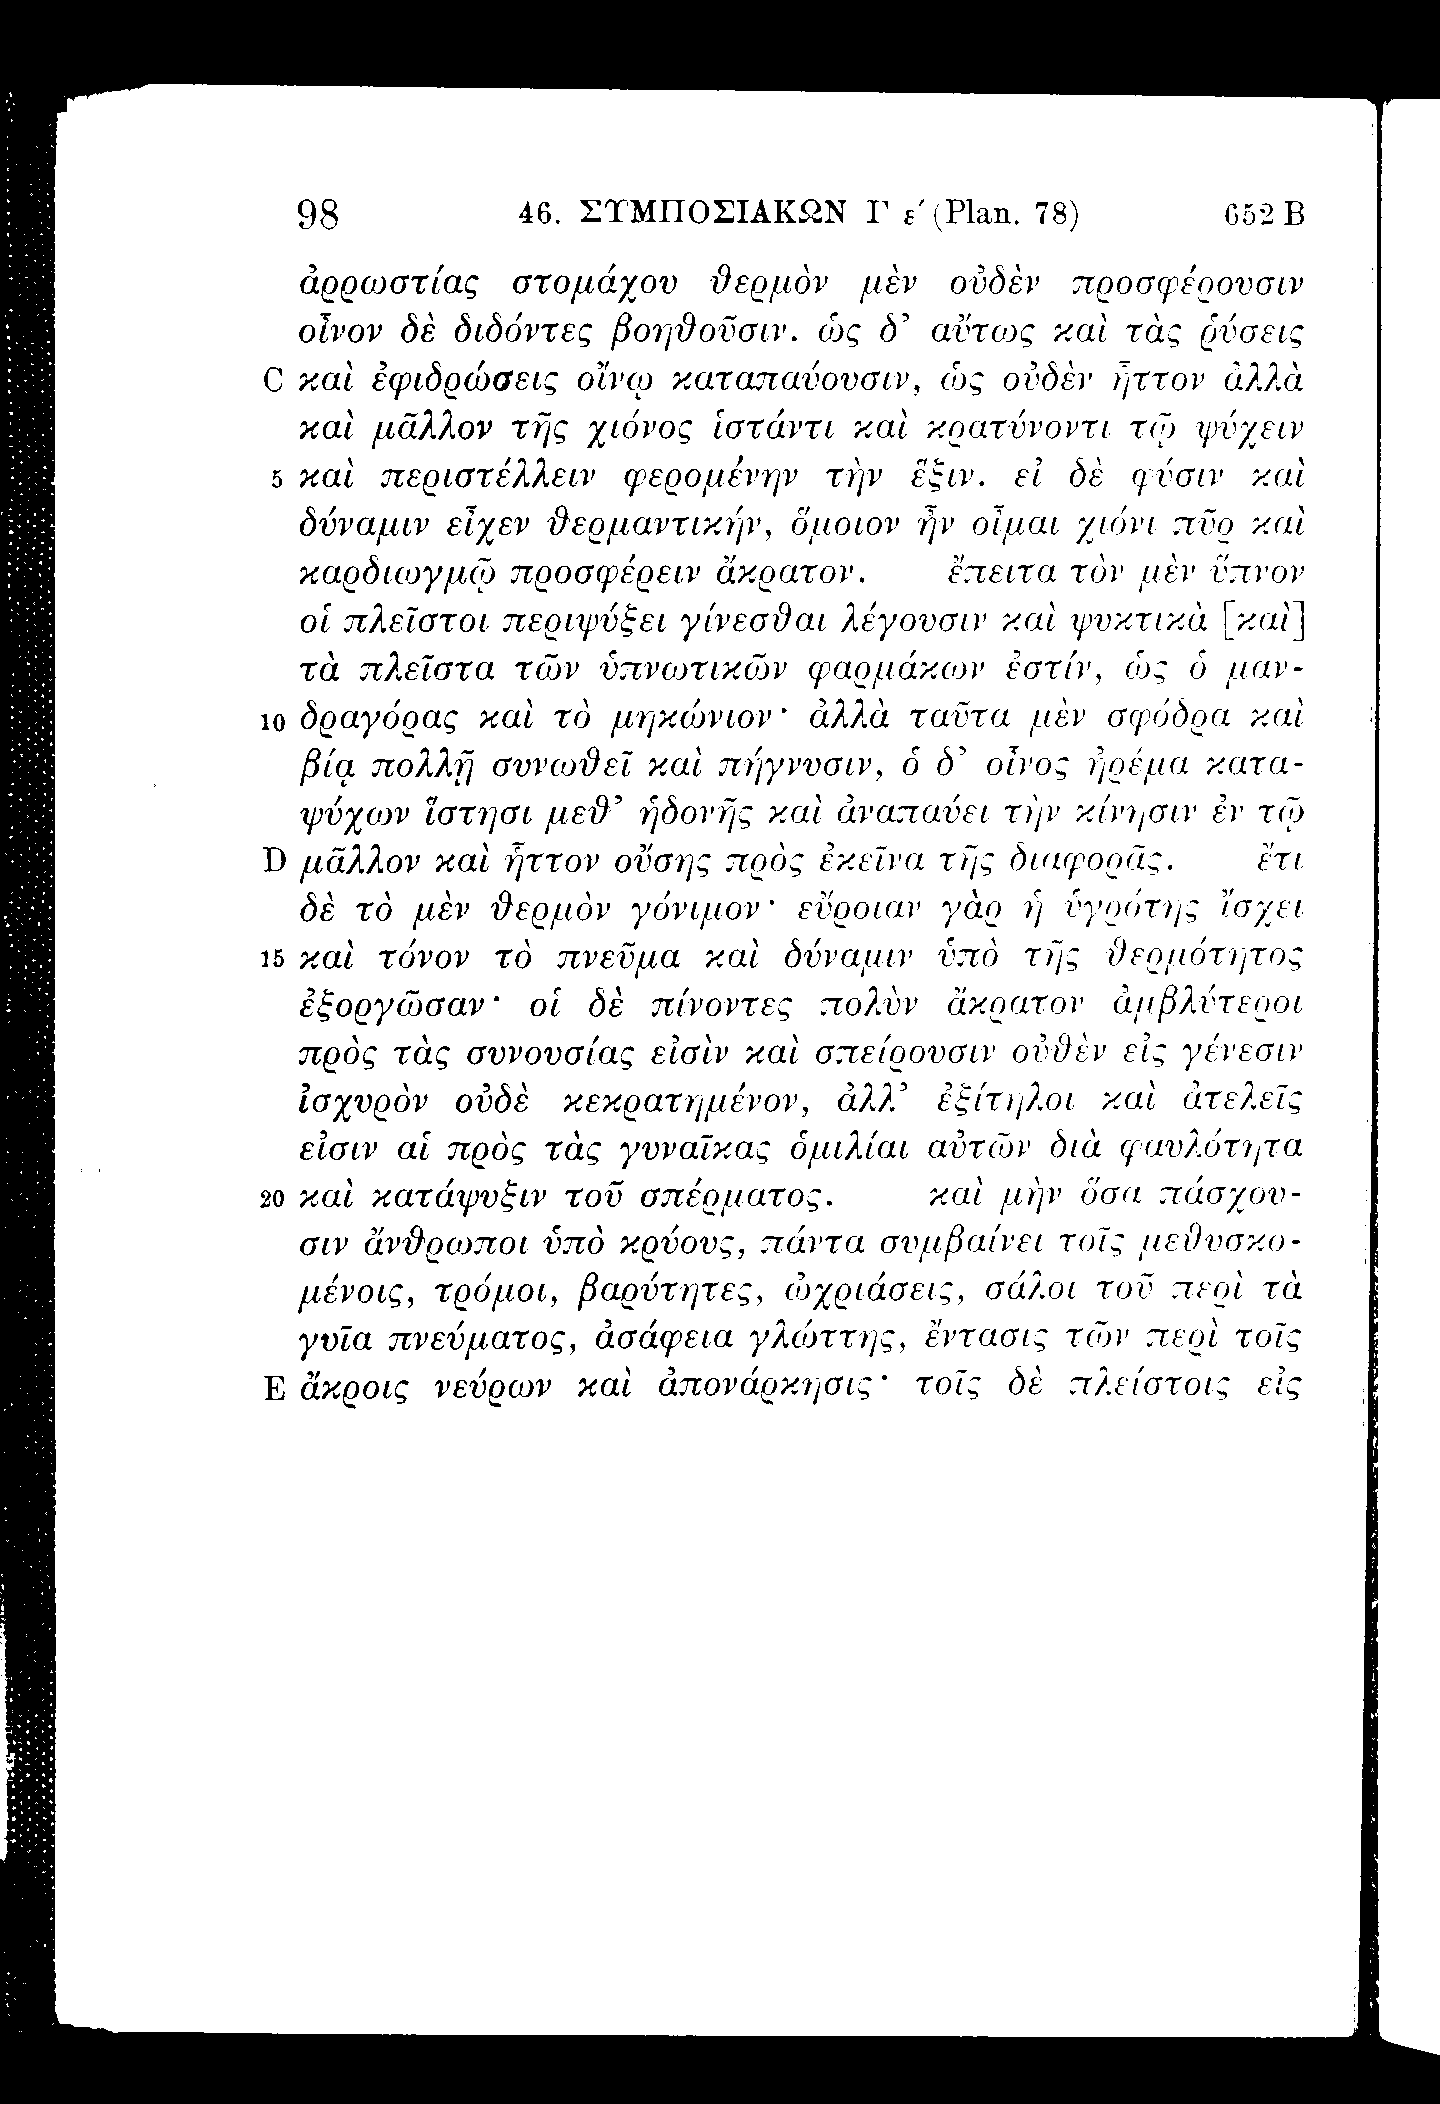 98 46. ΣΥΜΠΟΣΙΑΚΩΝ Γ ε′ (Plan. 78) 652 B
ἀρρωστίας στομάχου θερμὸν μὲν οὐδὲν προσφέρουσιν
οἶνον δὲ διδόντες βοηθοῦσιν. ὡς δ’ αὔτως καὶ τὰς ῥύσεις
C καὶ ἐφιδρώσεις οἴνῳ καταπαύουσιν, ὡς οὐδὲν ἧττον ἀλλὰ
καὶ μᾶλλον τῆς χιόνος ἱστάντι καὶ κρατύνοντι τῷ ψύχειν
5 καὶ περιστέλλειν φερομένην τὴν ἕξιν. εἰ δὲ φύσιν καὶ
δύναμιν εἶχεν θερμαντικήν, ὅμοιον ἦν οἶμαι χιόνι πῦρ καὶ
καρδιωγμῷ προσφέρειν ἄκρατον. ἔπειτα τὸν μὲν ὕπνον
οἱ πλεῖστοι περιψύξει γίνεσθαι λέγουσιν καὶ ψυκτικὰ [καὶ]
τὰ πλεῖστα τῶν ὑπνωτικῶν φαρμάκων ἐστίν, ὡς ὁ μαν-
10 δραγόρας καὶ τὸ μηκώνιον· ἀλλὰ ταῦτα μὲν σφόδρα καὶ
βίᾳ πολλῇ συνωθεῖ καὶ πήγνυσιν, ὁ δ’ οἶνος ἠρέμα κατα-
ψύχων ἵστησι μεθ’ ἡδονῆς καὶ ἀναπαύει τὴν κίνησιν ἐν τῷ
D μᾶλλον καὶ ἧττον οὔσης πρὸς ἐκεῖνα τῆς διαφορᾶς. ἔτι
δὲ τὸ μὲν θερμὸν γόνιμον· εὔροιαν γὰρ ἡ ὑγρότης ἴσχει
15 καὶ τόνον τὸ πνεῦμα καὶ δύναμιν ὑπὸ τῆς θερμότητος
ἐξοργῶσαν· οἱ δὲ πίνοντες πολὺν ἄκρατον ἀμβλύτεροι
πρὸς τὰς συνουσίας εἰσὶν καὶ σπείρουσιν οὐθὲν εἰς γένεσιν
ἰσχυρὸν οὐδὲ κεκρατημένον, ἀλλ’ ἐξίτηλοι καὶ ἀτελεῖς
εἰσιν αἱ πρὸς τὰς γυναῖκας ὁμιλίαι αὐτῶν διὰ φαυλότητα
20 καὶ κατάψυξιν τοῦ σπέρματος. καὶ μὴν ὅσα πάσχου-
σιν ἄνθρωποι ὑπὸ κρύους, πάντα συμβαίνει τοῖς μεθυσκο-
μένοις, τρόμοι, βαρύτητες, ὠχριάσεις, σάλοι τοῦ περὶ τὰ
γυῖα πνεύματος, ἀσάφεια γλώττης, ἔντασις τῶν περὶ τοῖς
E ἄκροις νεύρων καὶ ἀπονάρκησις· τοῖς δὲ πλείστοις εἰς